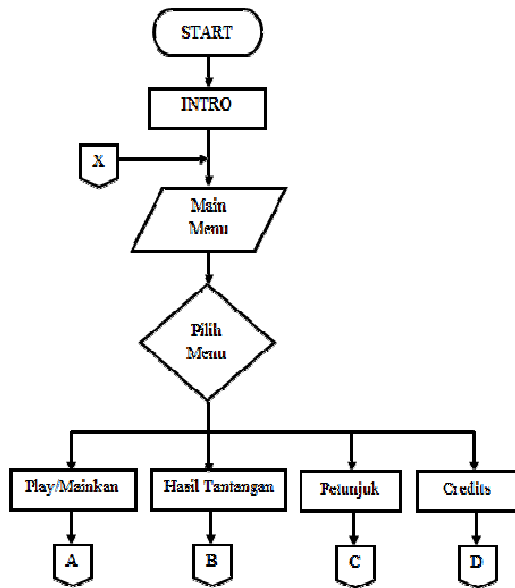 START
INTRO
X
Main
Menu
Pilih
Menu
Play/Mainkan
Hasil Tantangan
Petunjuk
Credits
A
B
C
D